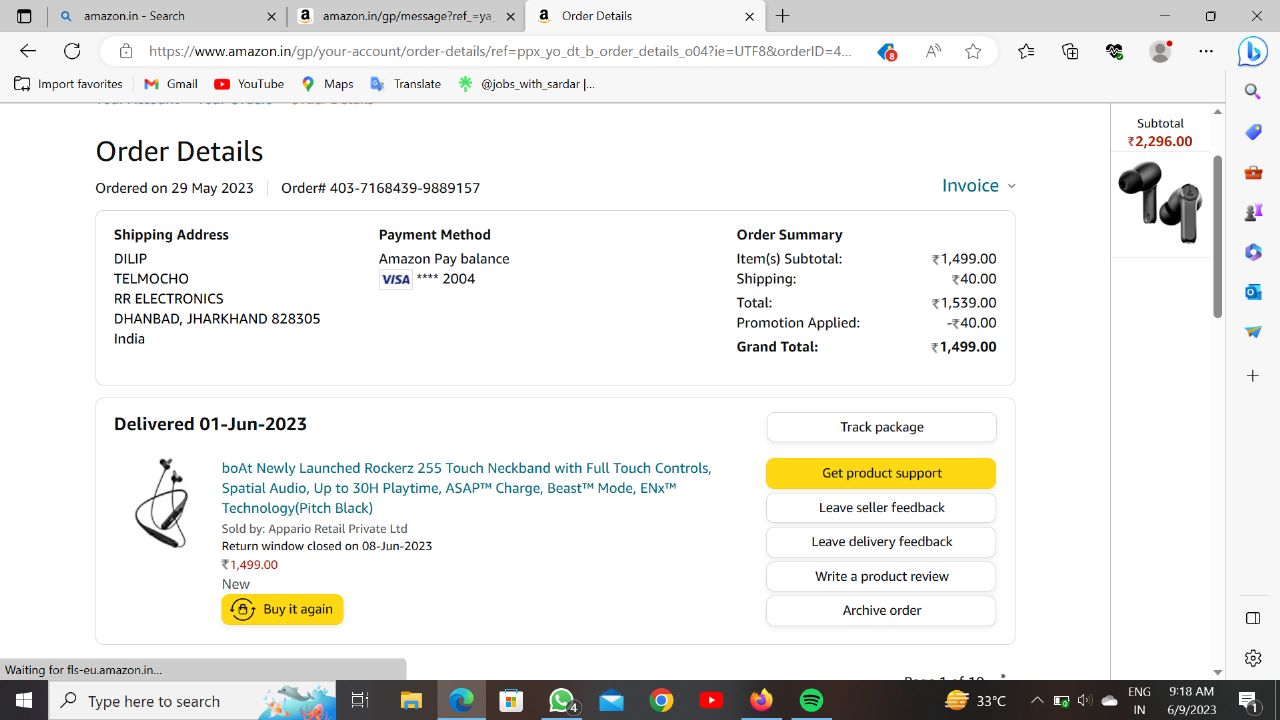 amazon.in - Search
amazon.in/gp/message?ref_=ya_
Order Details
https://www.amazon.in/gp/your-account/order-details/ref=ppx_yo_dt_b_order_details_o04?ie=UTF8&orderID=4...
8
Import favorites
Gmail
YouTube
Maps
Translate
@jobs_with_sardar |...
Your Account
Your Orders
Order Details
Order Details
Ordered on 29 May 2023
Order# 403-7168439-9889157
Invoice
Shipping Address
DILIP
TELMOCHO
RR ELECTRONICS
DHANBAD, JHARKHAND 828305
India
Payment Method
Amazon Pay balance
VISA **** 2004
Order Summary
Item(s) Subtotal: ₹1,499.00
Shipping: ₹40.00
Total: ₹1,539.00
Promotion Applied: -₹40.00
Grand Total: ₹1,499.00
Subtotal
₹2,296.00
Delivered 01-Jun-2023
boAt Newly Launched Rockerz 255 Touch Neckband with Full Touch Controls,
Spatial Audio, Up to 30H Playtime, ASAP™ Charge, Beast™ Mode, ENx™
Technology(Pitch Black)
Sold by: Appario Retail Private Ltd
Return window closed on 08-Jun-2023
₹1,499.00
New
Buy it again
Track package
Get product support
Leave seller feedback
Leave delivery feedback
Write a product review
Archive order
Waiting for fls-eu.amazon.in...
Page 1 of 10
Type here to search
4
33°C
ENG
IN
9:18 AM
6/9/2023
1